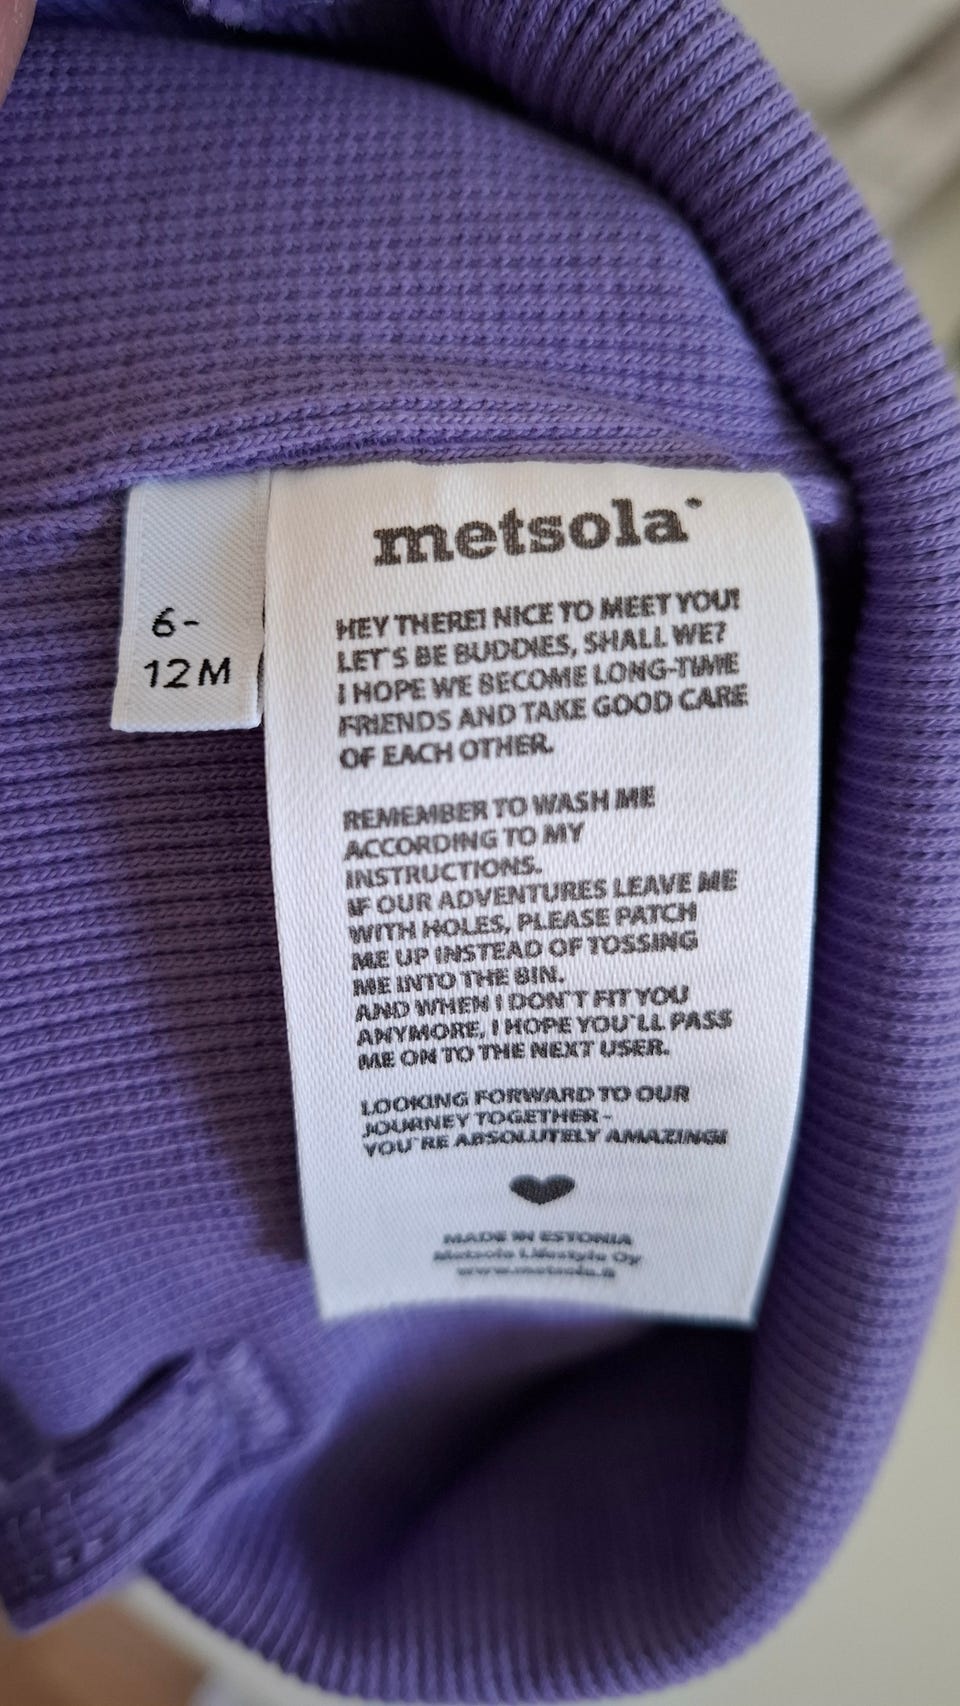 metsola
6-
12M
HEY THERE! NICE TO MEET YOU!
LET'S BE BUDDIES, SHALL WE?
I HOPE WE BECOME LONG-TIME
FRIENDS AND TAKE GOOD CARE
OF EACH OTHER.
REMEMBER TO WASH ME
ACCORDING TO MY
INSTRUCTIONS.
IF OUR ADVENTURES LEAVE ME
WITH HOLES, PLEASE PATCH
ME UP INSTEAD OF TOSSING
ME INTO THE BIN.
AND WHEN I DON'T FIT YOU
ANYMORE, I HOPE YOU'LL PASS
ME ON TO THE NEXT USER.
LOOKING FORWARD TO OUR
JOURNEY TOGETHER -
YOU'RE ABSOLUTELY AMAZING!
MADE IN ESTONIA
Metsola Lifestyle Oy
www.metsola.fi